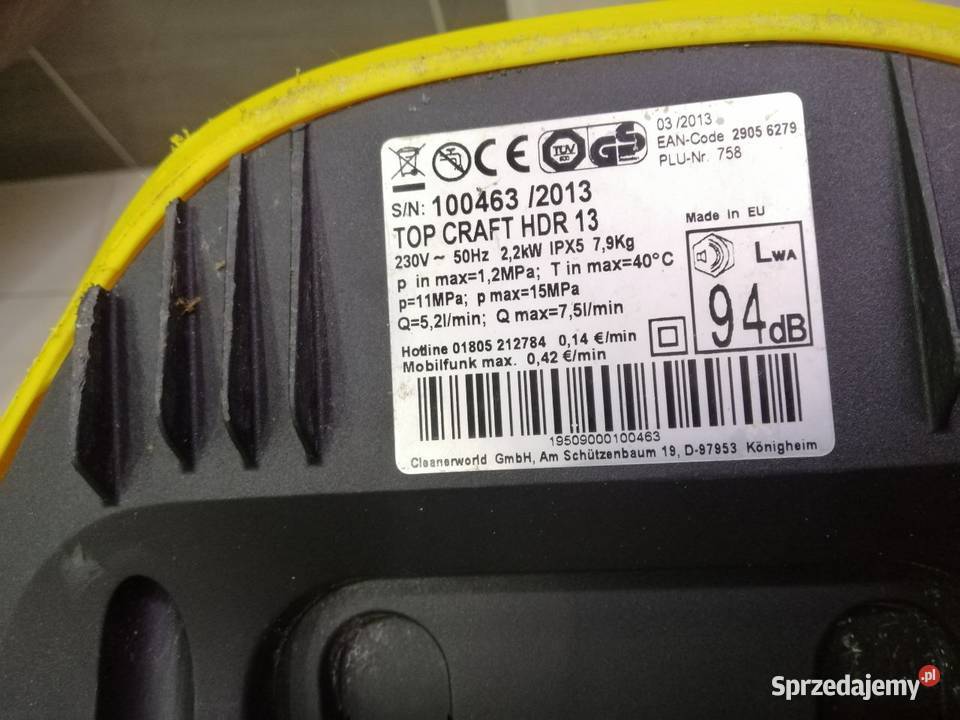 CE TÜV GS
03/2013
EAN-Code 2905 6279
PLU-Nr. 758
S/N: 100463 /2013
TOP CRAFT HDR 13
230V ~ 50Hz 2,2kW IPX5 7,9Kg
p in max=1,2MPa; T in max=40°C
p=11MPa; p max=15MPa
Q=5,2l/min; Q max=7,5l/min
Made in EU
LWA
94dB
Hotline 01805 212784 0,14 €/min
Mobilfunk max. 0,42 €/min
19509000100463
Cleanerworld GmbH, Am Schützenbaum 19, D-97953 Königheim
Sprzedajemy.pl